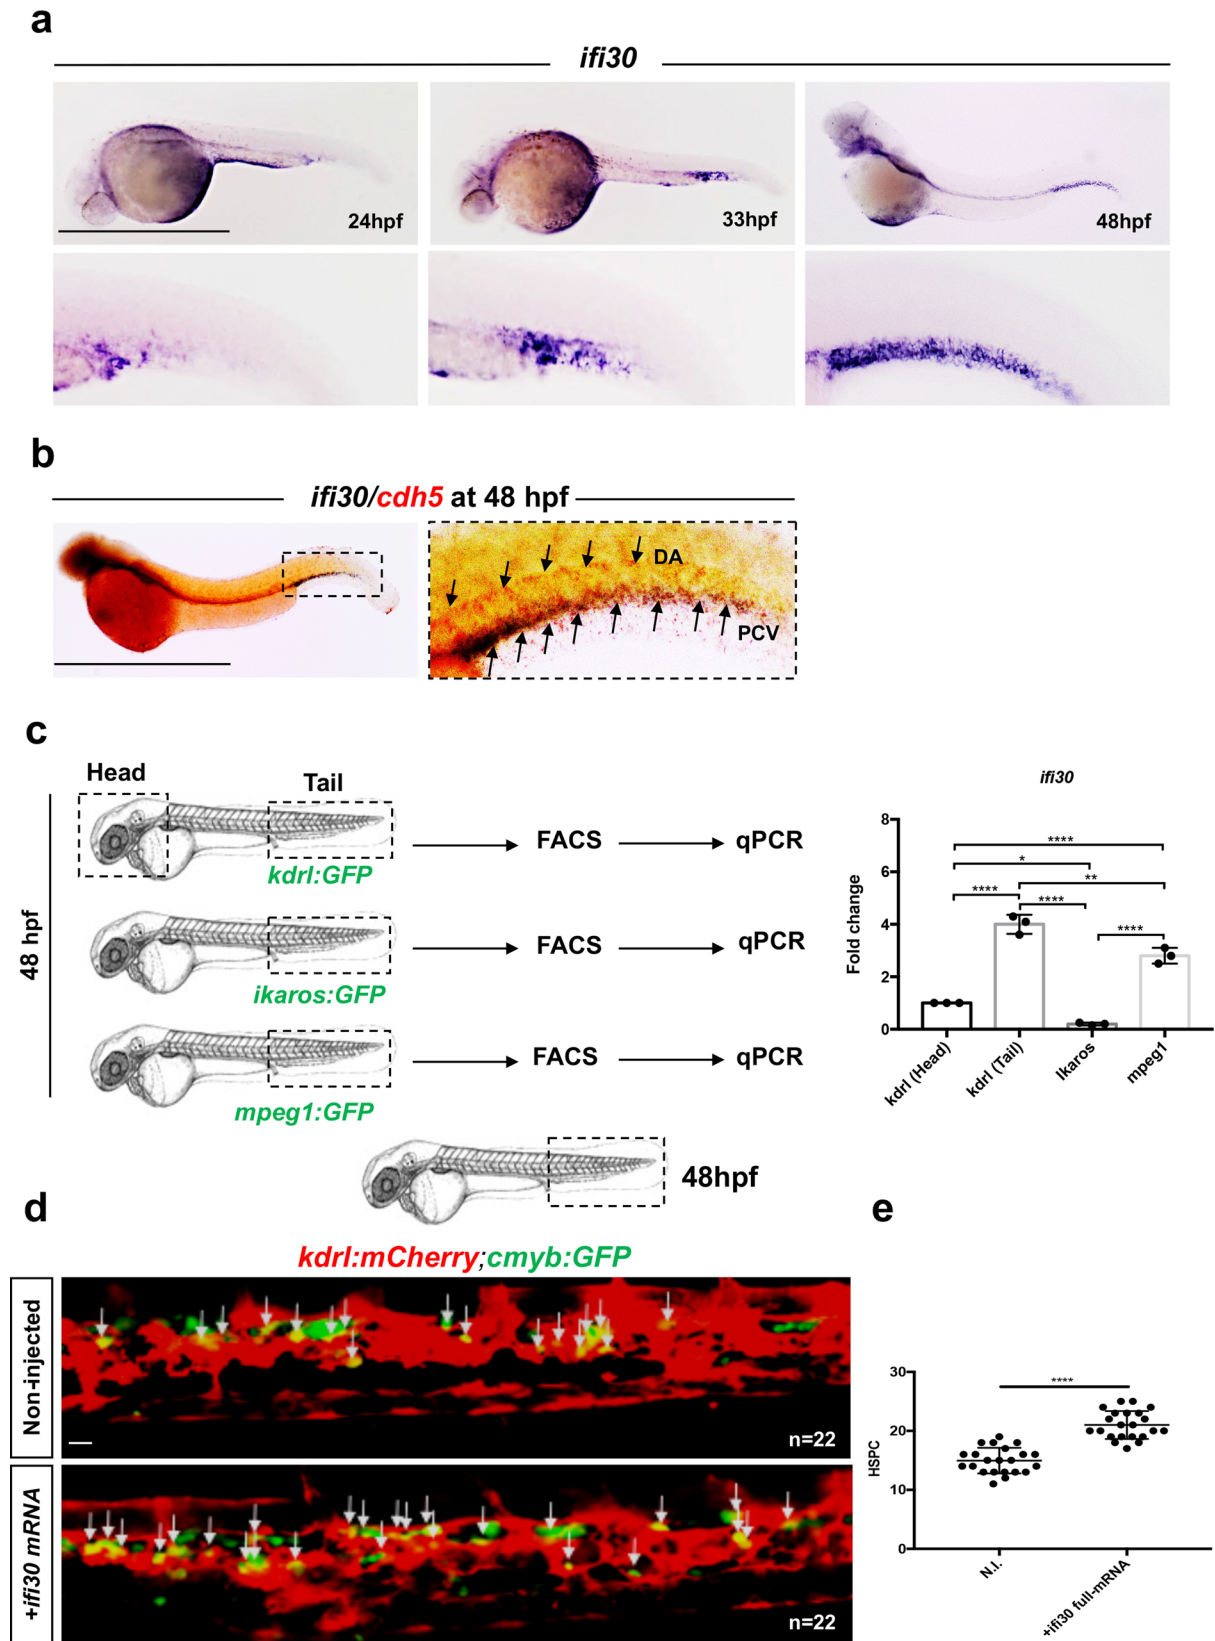 a
ifi30
24hpf
33hpf
48hpf
b
ifi30/cdh5 at 48 hpf
DA
PCV
c
48 hpf
Head
Tail
kdrl:GFP
FACS
qPCR
ikaros:GFP
FACS
qPCR
mpeg1:GFP
FACS
qPCR
ifi30
Fold change
8
6
4
2
0
****
*
**
****
****
****
kdrl (Head)
kdrl (Tail)
Ikaros
mpeg1
48hpf
d
kdrl:mCherry;cmyb:GFP
Non-injected
n=22
+ifi30 mRNA
n=22
e
HSPC
30
20
10
0
****
N.I.
+ifi30 full-mRNA